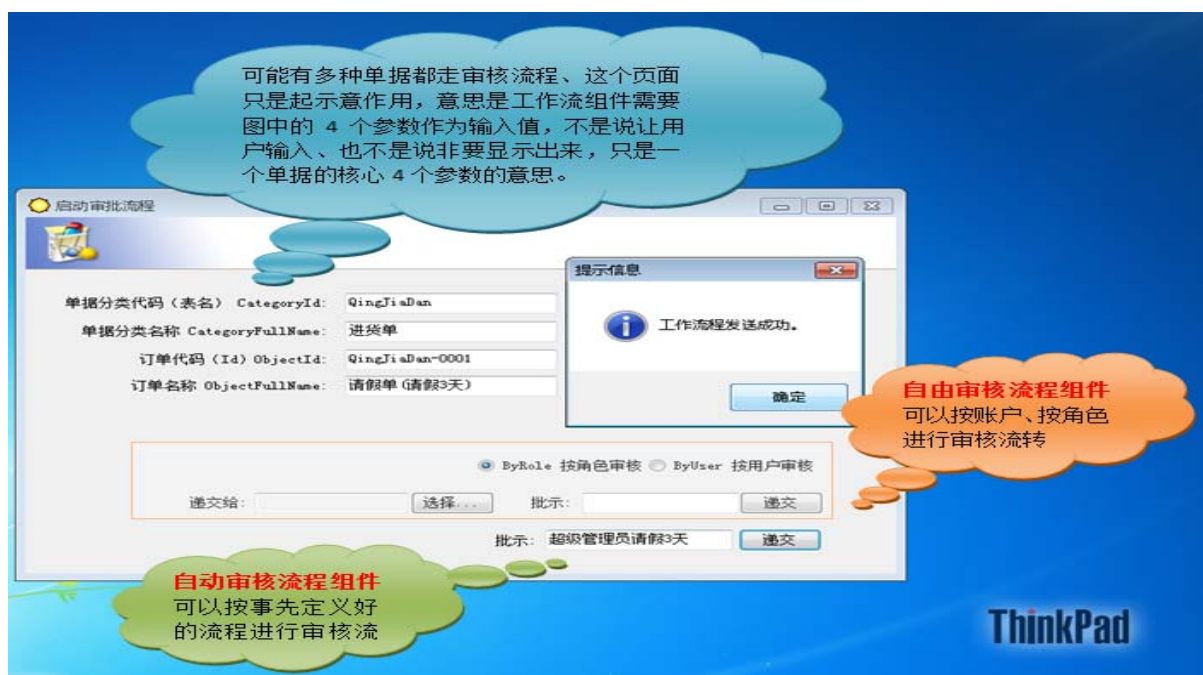 可能有多种单据都走审核流程、这个页面
只是起示意作用，意思是工作流组件需要
图中的 4 个参数作为输入值，不是说让用
户输入、也不是说非要显示出来，只是一
个单据的核心 4 个参数的意思。
启动审批流程
提示信息
单据分类代码（表名） CategoryId: QingJiaDan
单据分类名称 CategoryFullName: 进货单
工作流程发送成功。
订单代码（Id）ObjectId: QingJiaDan-0001
订单名称 ObjectFullName: 请假单(请假3天)
确定
自由审核流程组件
可以按账户、按角色
进行审核流转
ByRole 按角色审核 ByUser 按用户审核
递交给: 选择... 批示: 递交
批示: 超级管理员请假3天 递交
自动审核流程组件
可以按事先定义好
的流程进行审核流
ThinkPad